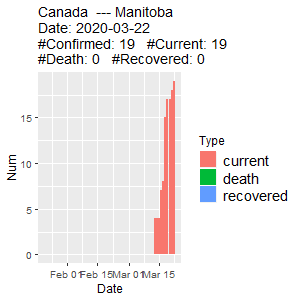 Canada  --- Manitoba
Date: 2020-03-22
#Confirmed: 19   #Current: 19
#Death: 0   #Recovered: 0
Num
15
10
5
0
Feb 01
Feb 15
Mar 01
Mar 15
Date
Type
current
death
recovered